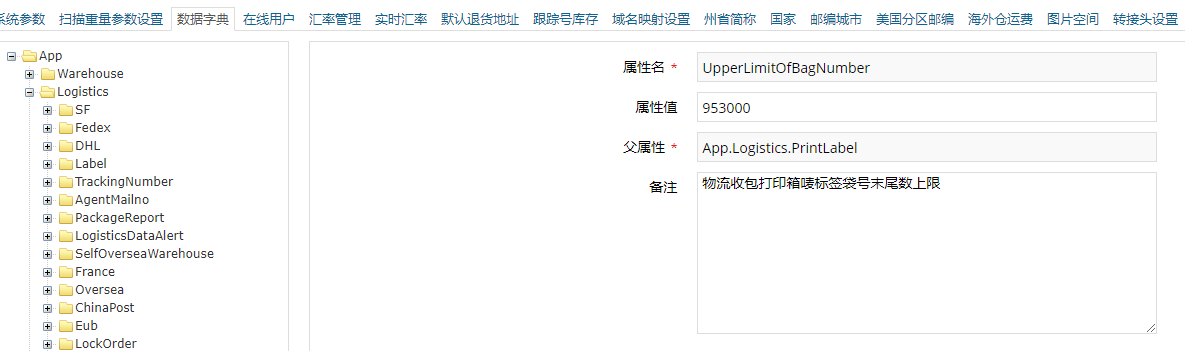 系统参数 扫描重量参数设置 数据字典 在线用户 汇率管理 实时汇率 默认退货地址 跟踪号库存 域名映射设置 州省简称 国家 邮编城市 美国分区邮编 海外仓运费 图片空间 转接头设置
App
Warehouse
Logistics
SF
Fedex
DHL
Label
TrackingNumber
AgentMailno
PackageReport
LogisticsDataAlert
SelfOverseaWarehouse
France
Oversea
ChinaPost
Eub
LockOrder
属性名 * UpperLimitOfBagNumber
属性值 953000
父属性 * App.Logistics.PrintLabel
备注 物流收包打印箱唛标签袋号末尾数上限